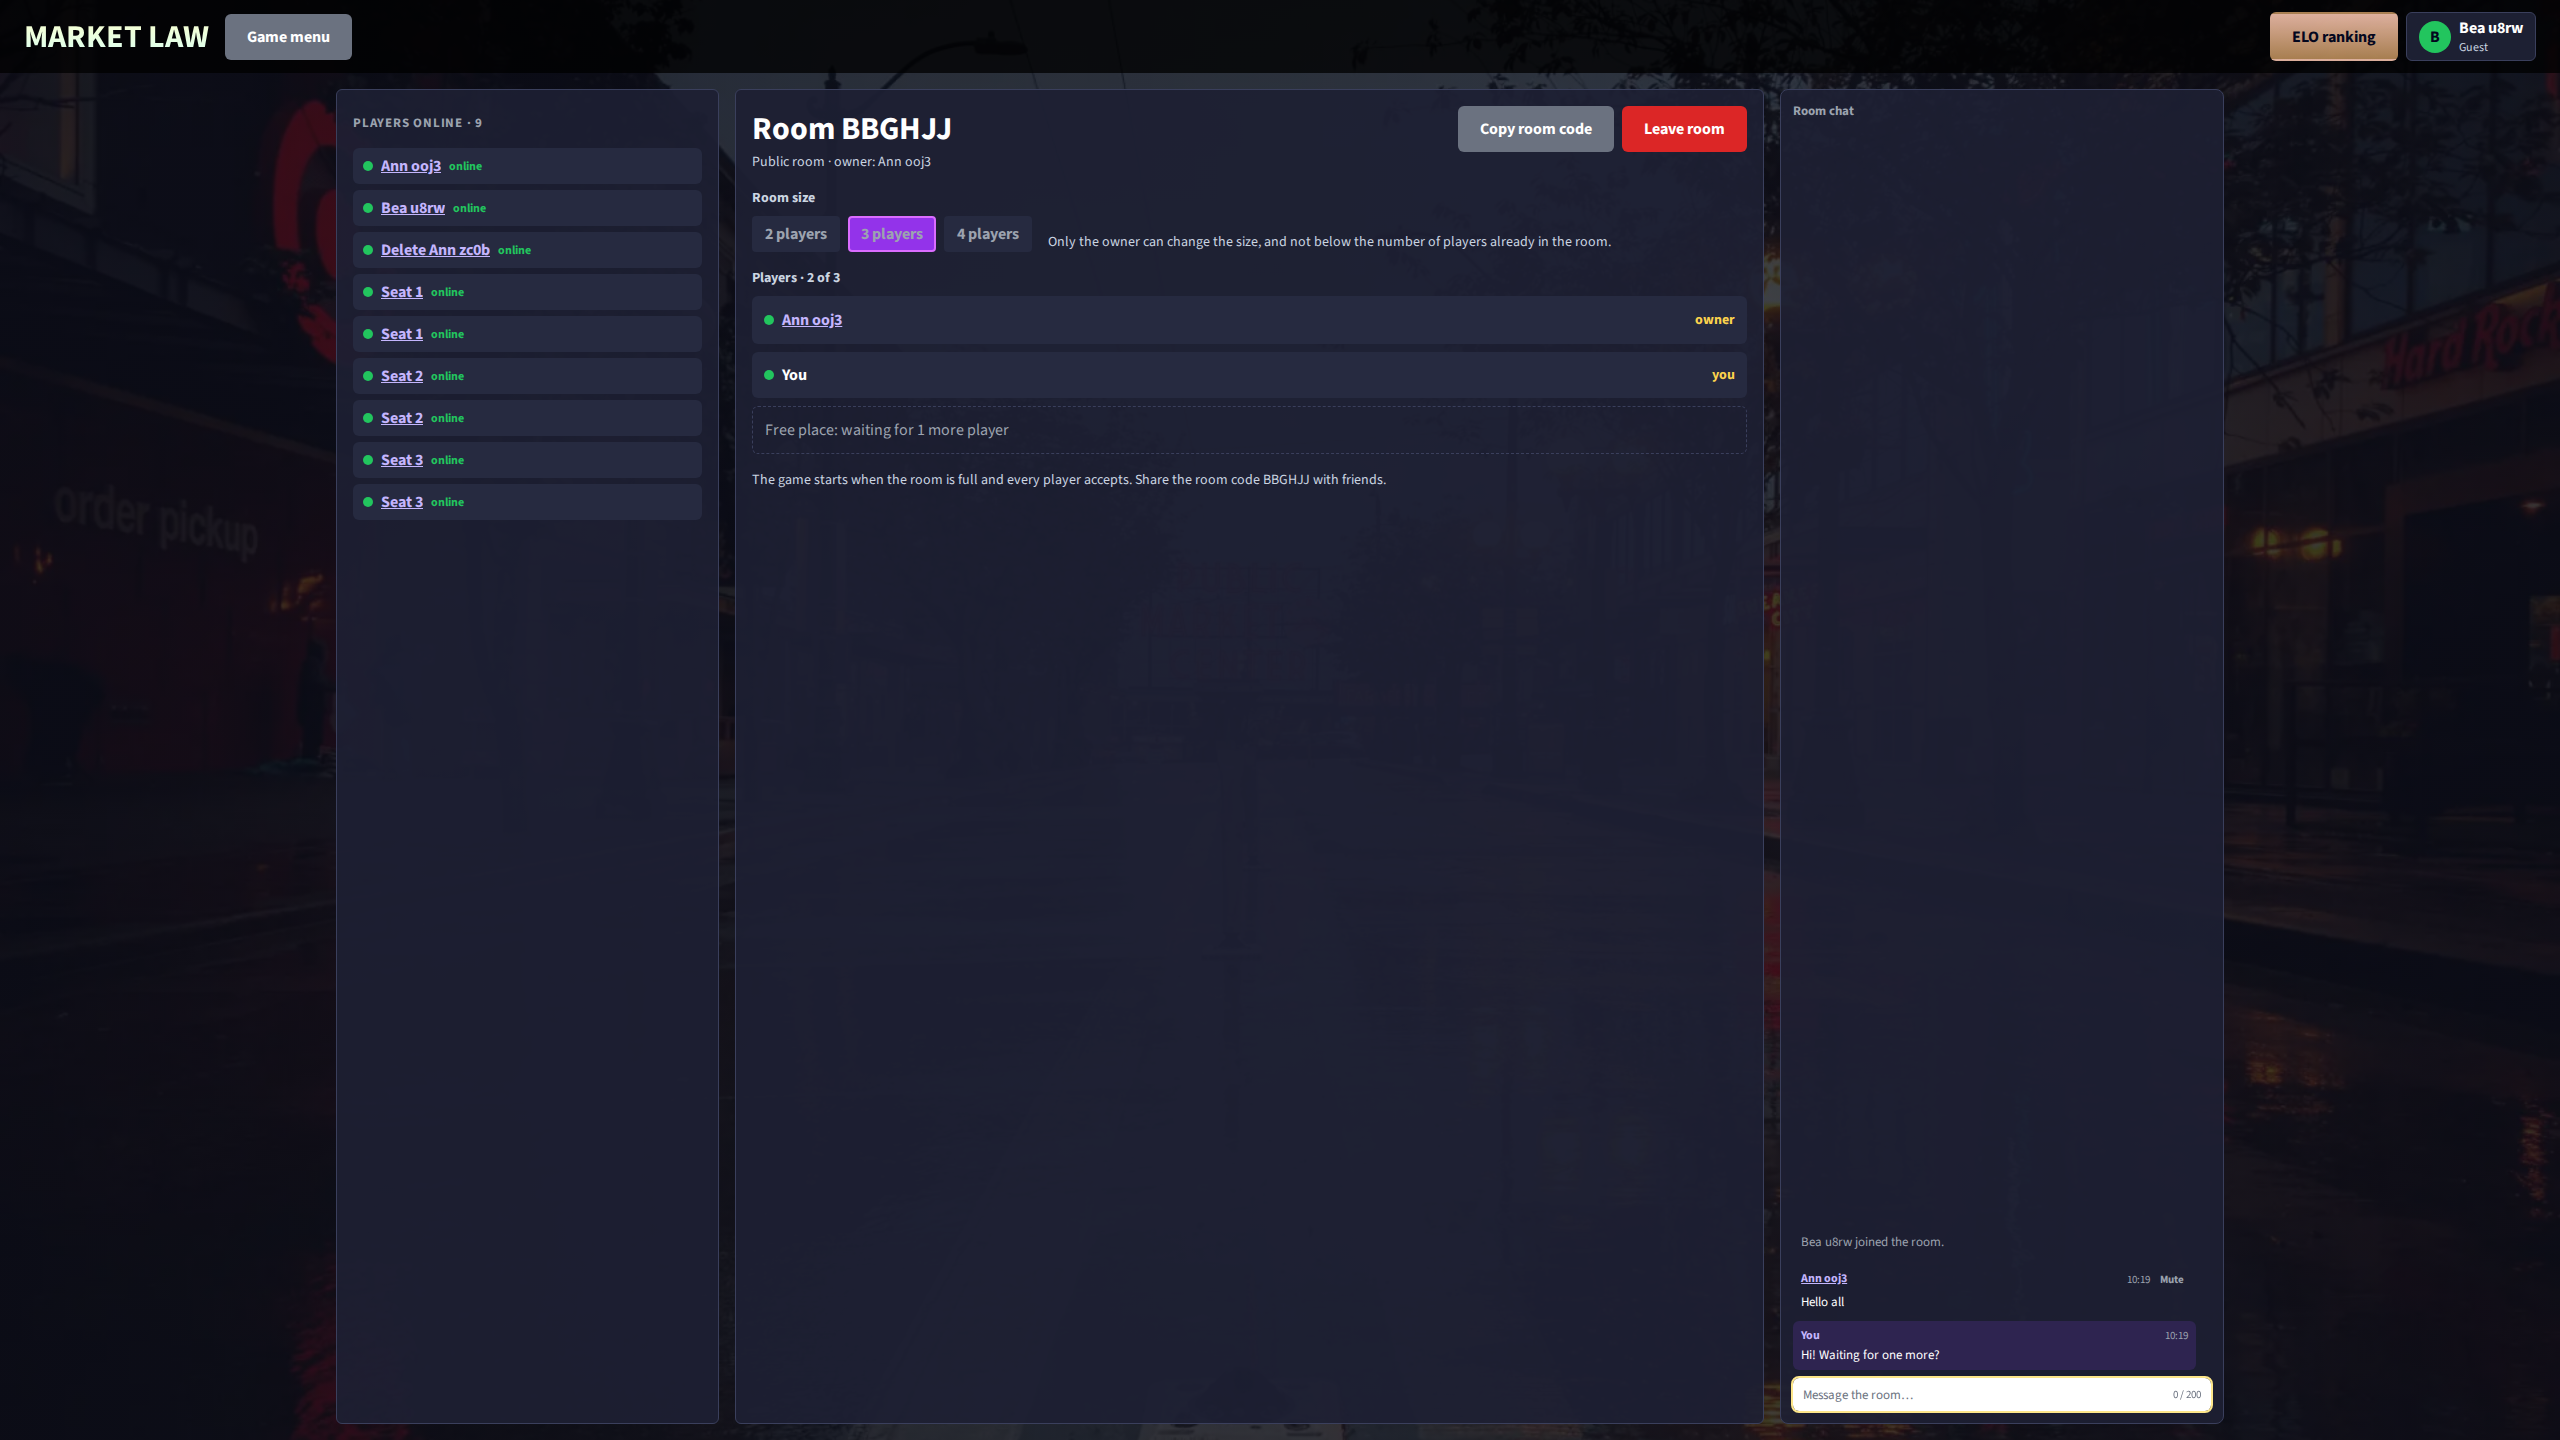 MARKET LAW
Game menu
ELO ranking
B
Bea u8rw
Guest
PLAYERS ONLINE · 9
Ann ooj3 online
Bea u8rw online
Delete Ann zc0b online
Seat 1 online
Seat 1 online
Seat 2 online
Seat 2 online
Seat 3 online
Seat 3 online
Room BBGHJJ
Copy room code
Leave room
Public room · owner: Ann ooj3
Room size
2 players
3 players
4 players
Only the owner can change the size, and not below the number of players already in the room.
Players · 2 of 3
Ann ooj3 owner
You you
Free place: waiting for 1 more player
The game starts when the room is full and every player accepts. Share the room code BBGHJJ with friends.
Room chat
Bea u8rw joined the room.
Ann ooj3 10:19 Mute
Hello all
You 10:19
Hi! Waiting for one more?
Message the room… 0 / 200
order pickup
Hard Rock